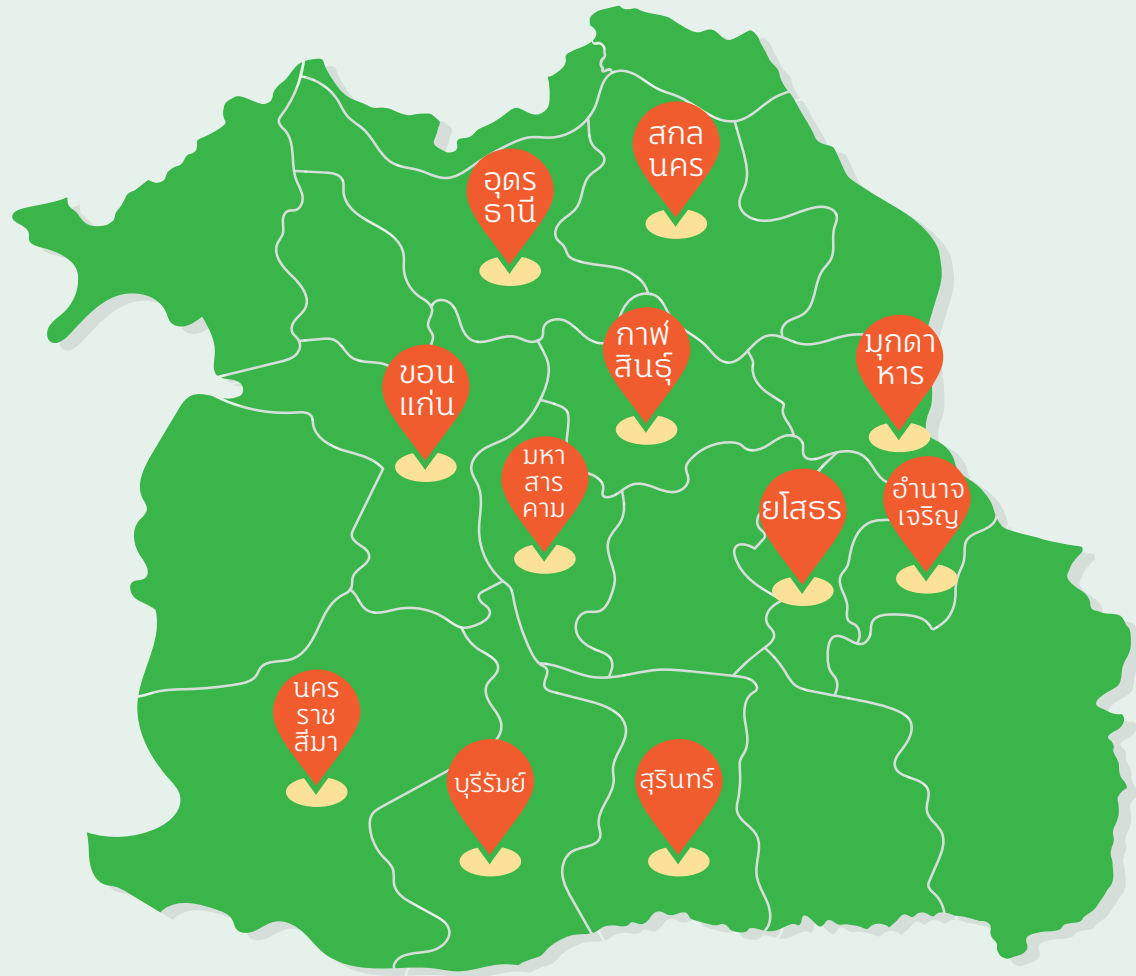 สกล
นคร
อุดร
ธานี
กาฬ
สินธุ์
มุกดา
หาร
ขอน
แก่น
มหา
สาร
คาม
ยโสธร
อำนาจ
เจริญ
นคร
ราช
สีมา
บุรีรัมย์
สุรินทร์